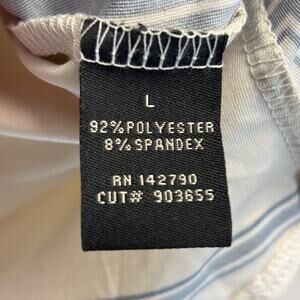 L
92%POLYESTER
8%SPANDEX
RN 142790
CUT# 903655